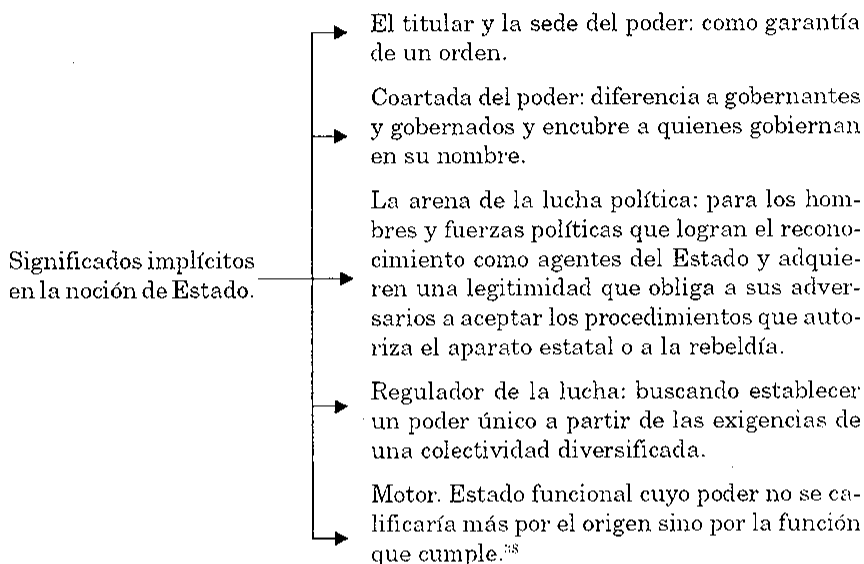 El titular y la sede del poder: como garantía
de un orden.
Coartada del poder: diferencia a gobernantes
y gobernados y encubre a quienes gobiernan
en su nombre.
La arena de la lucha política: para los hom-
bres y fuerzas políticas que logran el recono-
cimiento como agentes del Estado y adquie-
ren una legitimidad que obliga a sus adver-
sarios a aceptar los procedimientos que auto-
riza el aparato estatal o a la rebeldía.
Significados implícitos
en la noción de Estado.
Regulador de la lucha: buscando establecer
un poder único a partir de las exigencias de
una colectividad diversificada.
Motor. Estado funcional cuyo poder no se ca-
lificaría más por el origen sino por la función
que cumple.